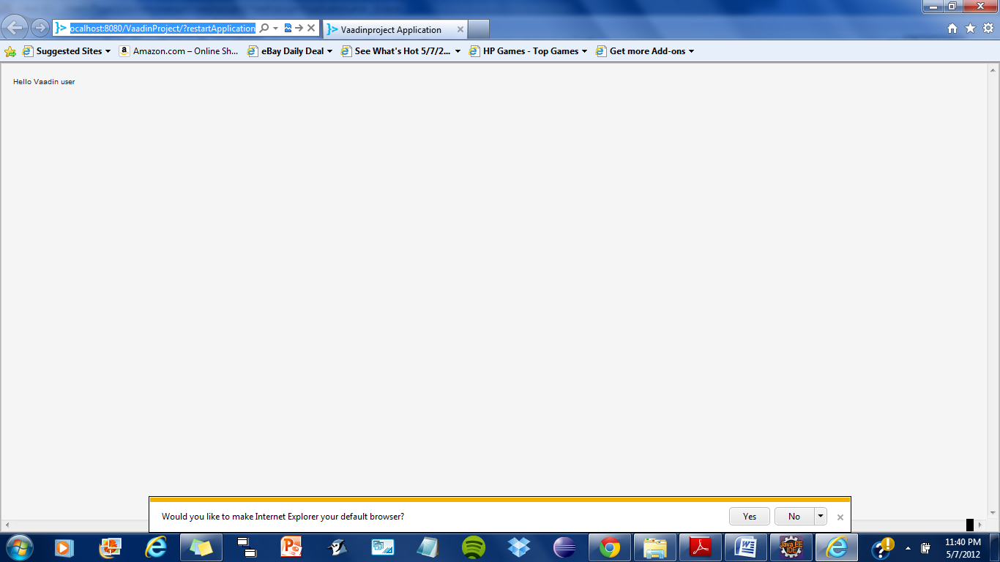 ocalhost:8080/VaadinProject/?restartApplication
Vaadinproject Application
Suggested Sites
Amazon.com – Online Sh...
eBay Daily Deal
See What's Hot 5/7/2...
HP Games - Top Games
Get more Add-ons
Hello Vaadin user
Would you like to make Internet Explorer your default browser?
Yes
No
Java EE
IDE
11:40 PM
5/7/2012